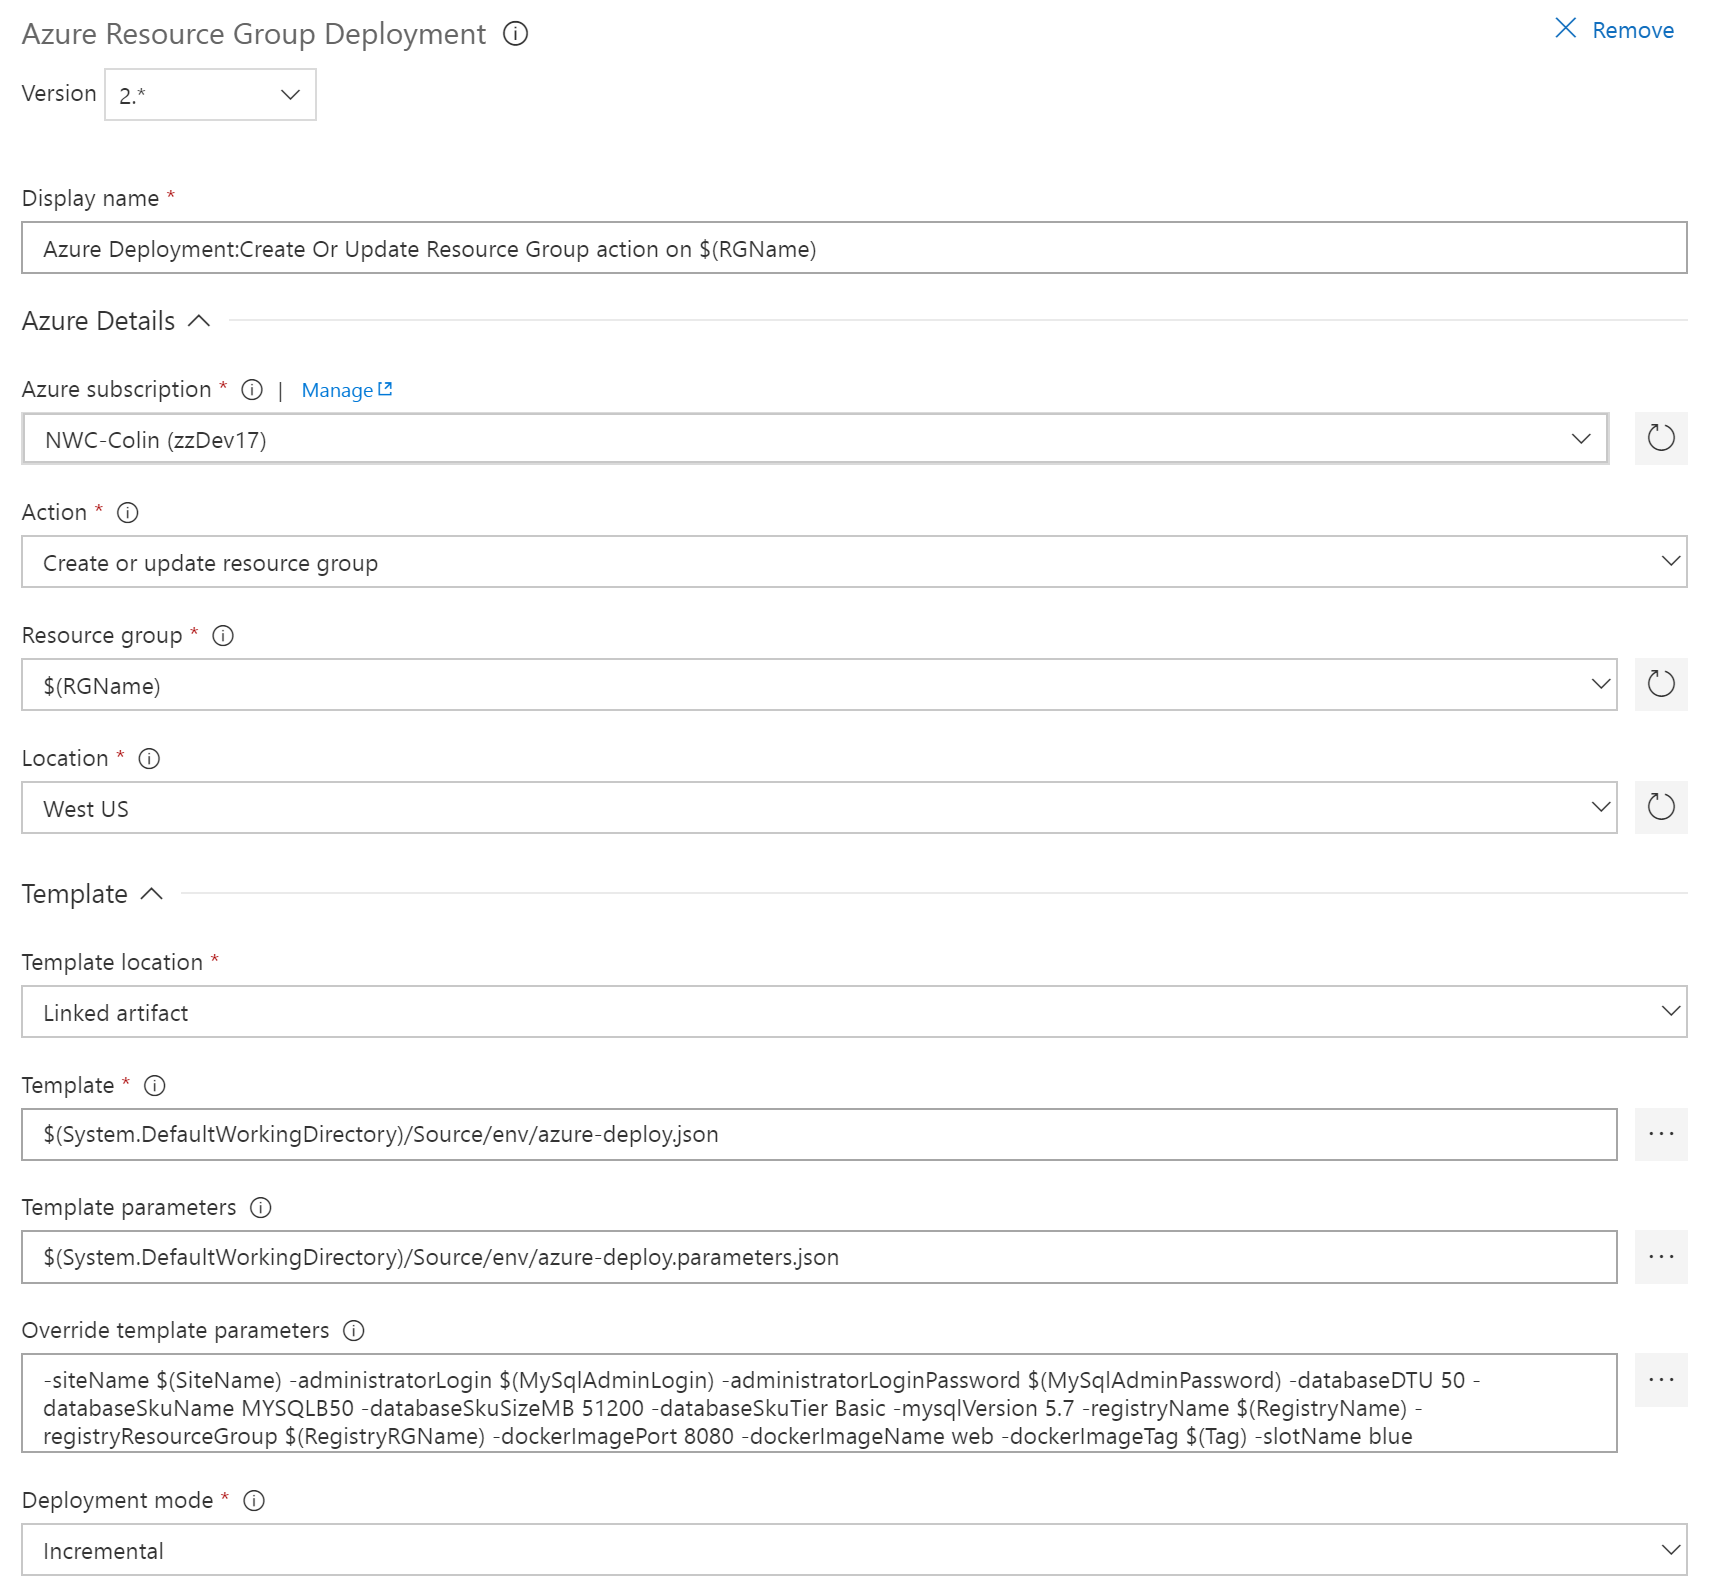 Azure Resource Group Deployment
Remove
Version 2.*
Display name *
Azure Deployment:Create Or Update Resource Group action on $(RGName)
Azure Details
Azure subscription * | Manage
NWC-Colin (zzDev17)
Action *
Create or update resource group
Resource group *
$(RGName)
Location *
West US
Template
Template location *
Linked artifact
Template *
$(System.DefaultWorkingDirectory)/Source/env/azure-deploy.json
Template parameters
$(System.DefaultWorkingDirectory)/Source/env/azure-deploy.parameters.json
Override template parameters
-siteName $(SiteName) -administratorLogin $(MySqlAdminLogin) -administratorLoginPassword $(MySqlAdminPassword) -databaseDTU 50 -
databaseSkuName MYSQLB50 -databaseSkuSizeMB 51200 -databaseSkuTier Basic -mysqlVersion 5.7 -registryName $(RegistryName) -
registryResourceGroup $(RegistryRGName) -dockerImagePort 8080 -dockerImageName web -dockerImageTag $(Tag) -slotName blue
Deployment mode *
Incremental